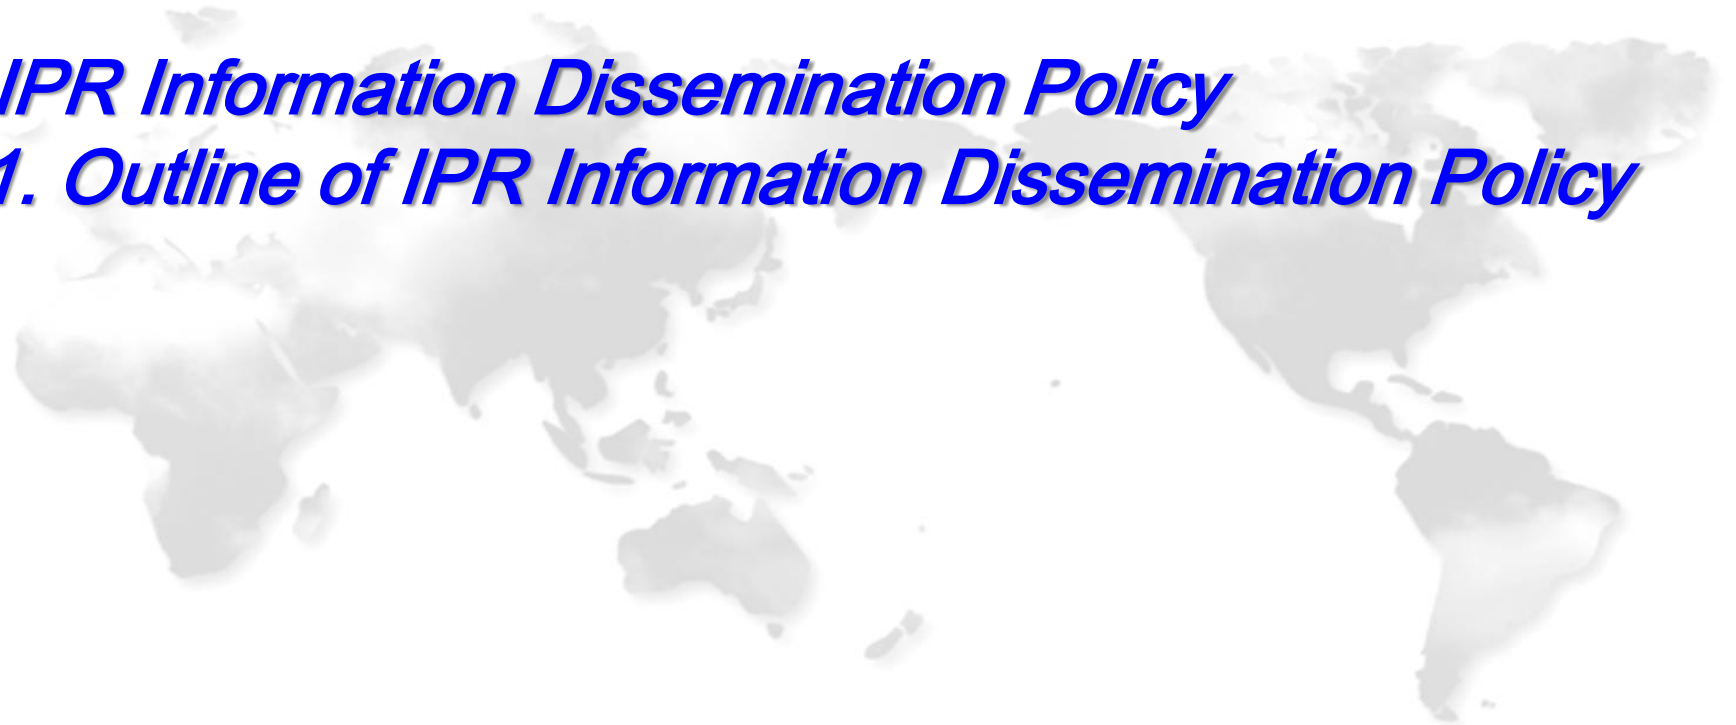 IPR Information Dissemination Policy
1. Outline of IPR Information Dissemination Policy